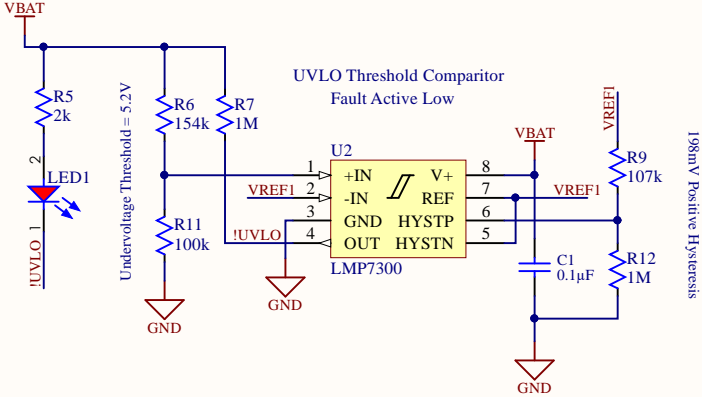 VBAT
R5
2k
LED1
2
1
!UVLO
Undervoltage Threshold = 5.2V
R6
154k
R7
1M
R11
100k
GND
UVLO Threshold Comparitor
Fault Active Low
U2
1 +IN V+ 8
VREF1 2 -IN REF 7 VREF1
3 GND HYSTP 6
!UVLO 4 OUT HYSTN 5
LMP7300
GND
VBAT
C1
0.1µF
GND
VREF1
R9
107k
R12
1M
198mV Positive Hysteresis